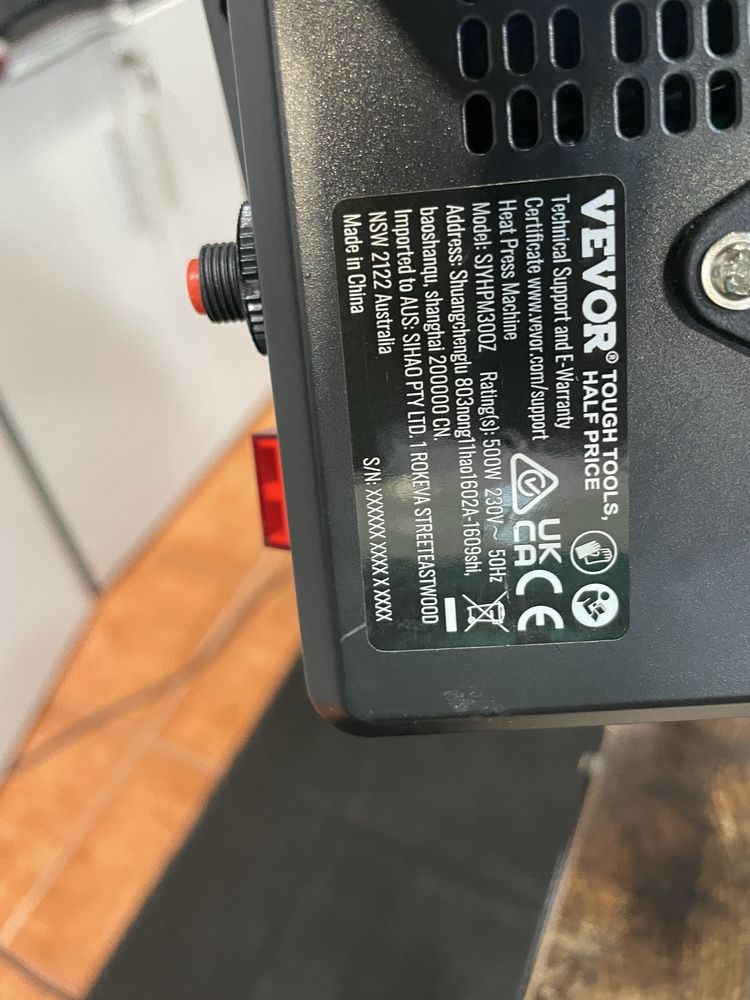 VEVOR® TOUGH TOOLS,
HALF PRICE
Technical Support and E-Warranty
Certificate www.vevor.com/support
Heat Press Machine
Model: SJYHPM300Z Rating(s): 500W 230V~ 50Hz
Address: Shuangchenglu 803nong11hao1602A-1609shi,
baoshanqu, shanghai 200000 CN.
Imported to AUS: SIHAO PTY LTD. 1 ROKEVA STREETEASTWOOD
NSW 2122 Australia
Made in China
S/N: XXXXXX XXXX X XXXX
UK
CA
CE